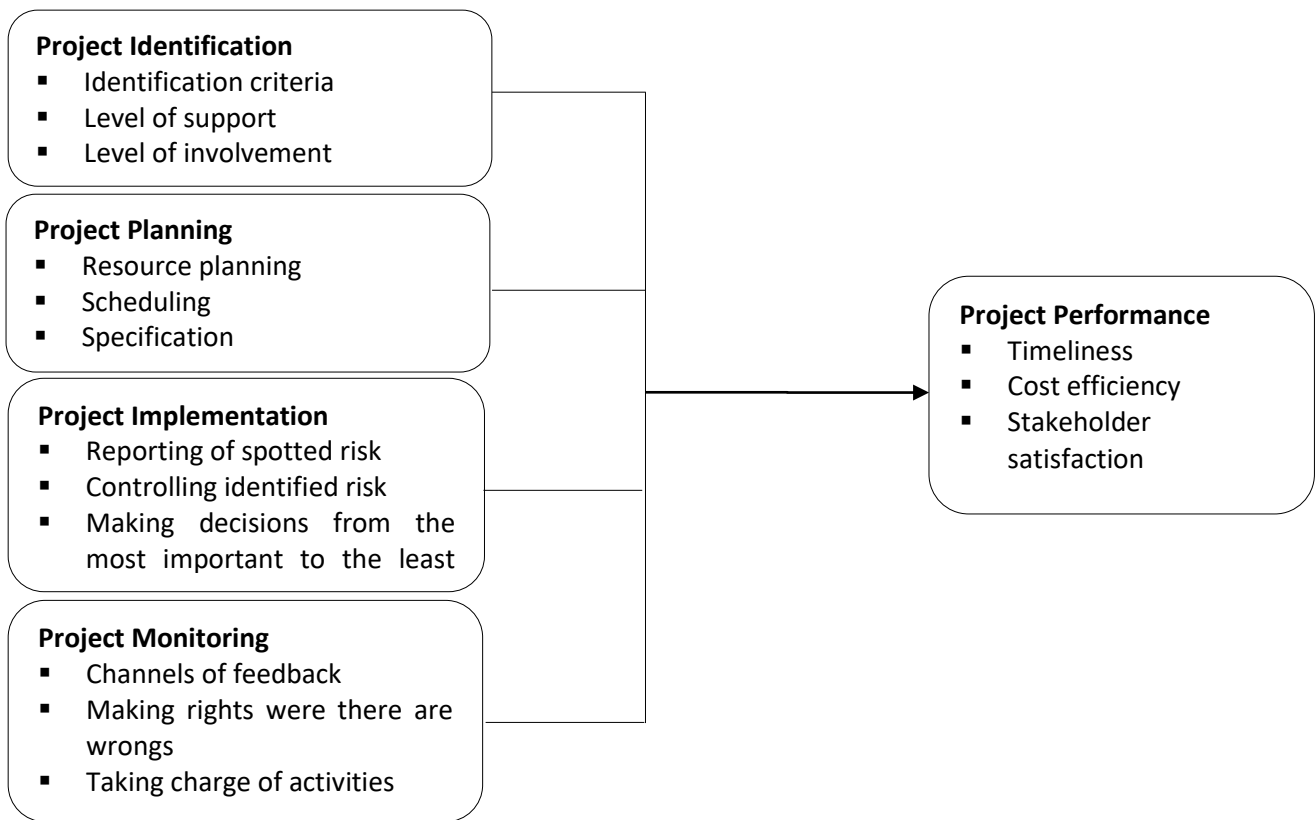 Project Identification
▪ Identification criteria
▪ Level of support
▪ Level of involvement
Project Planning
▪ Resource planning
▪ Scheduling
▪ Specification
Project Implementation
▪ Reporting of spotted risk
▪ Controlling identified risk
▪ Making decisions from the
most important to the least
Project Monitoring
▪ Channels of feedback
▪ Making rights were there are
wrongs
▪ Taking charge of activities
Project Performance
▪ Timeliness
▪ Cost efficiency
▪ Stakeholder
satisfaction